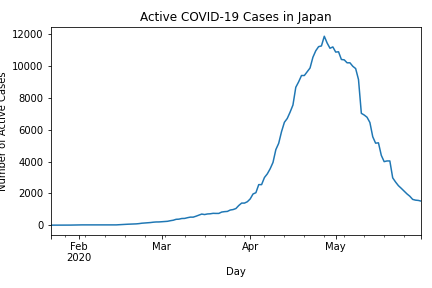 Active COVID-19 Cases in Japan
Number of Active Cases
12000
10000
8000
6000
4000
2000
0
Feb
2020
Mar
Apr
May
Day